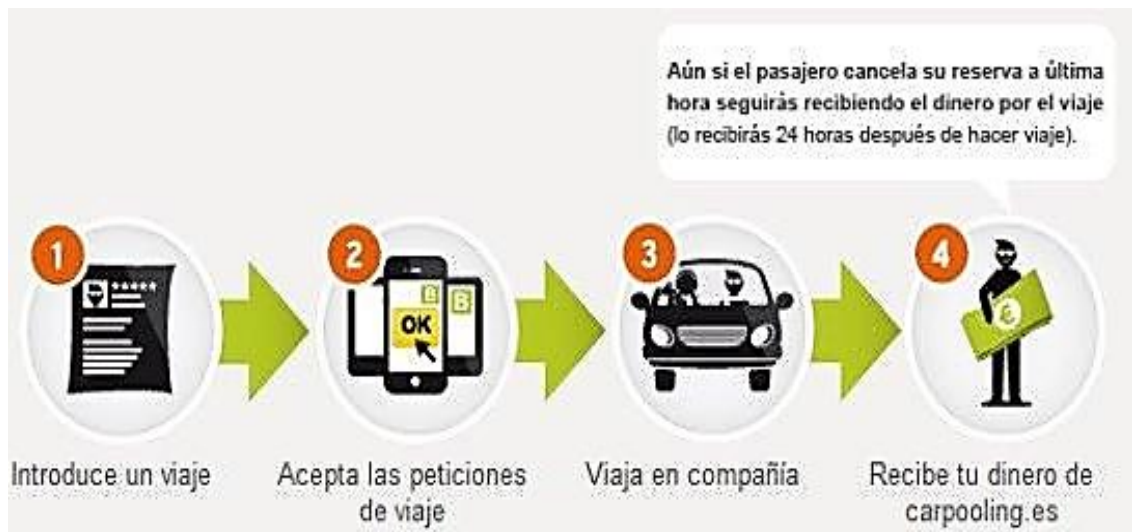 Aún si el pasajero cancela su reserva a última
hora seguirás recibiendo el dinero por el viaje
(lo recibirás 24 horas después de hacer viaje).
1
2
3
4
OK
B
€
Introduce un viaje
Acepta las peticiones
de viaje
Viaja en compañía
Recibe tu dinero de
carpooling.es